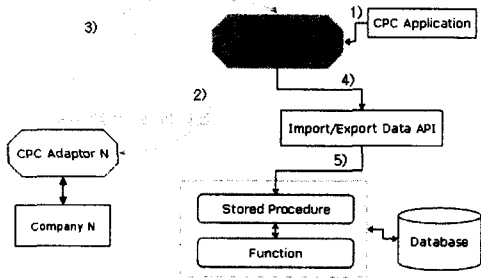 3)
1)
CPC Application
4)
2)
Import/Export Data API
CPC Adaptor N
5)
Company N
Stored Procedure
Function
Database